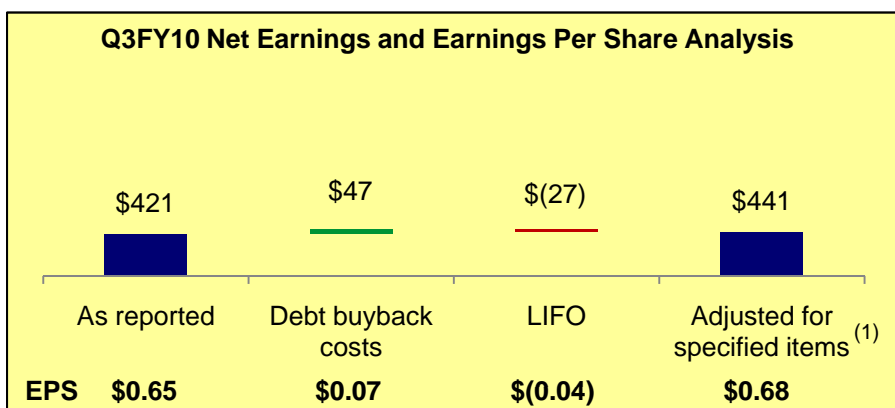 Q3FY10 Net Earnings and Earnings Per Share Analysis
$421 $47 $(27) $441
As reported Debt buyback costs LIFO Adjusted for specified items (1)
EPS $0.65 $0.07 $(0.04) $0.68